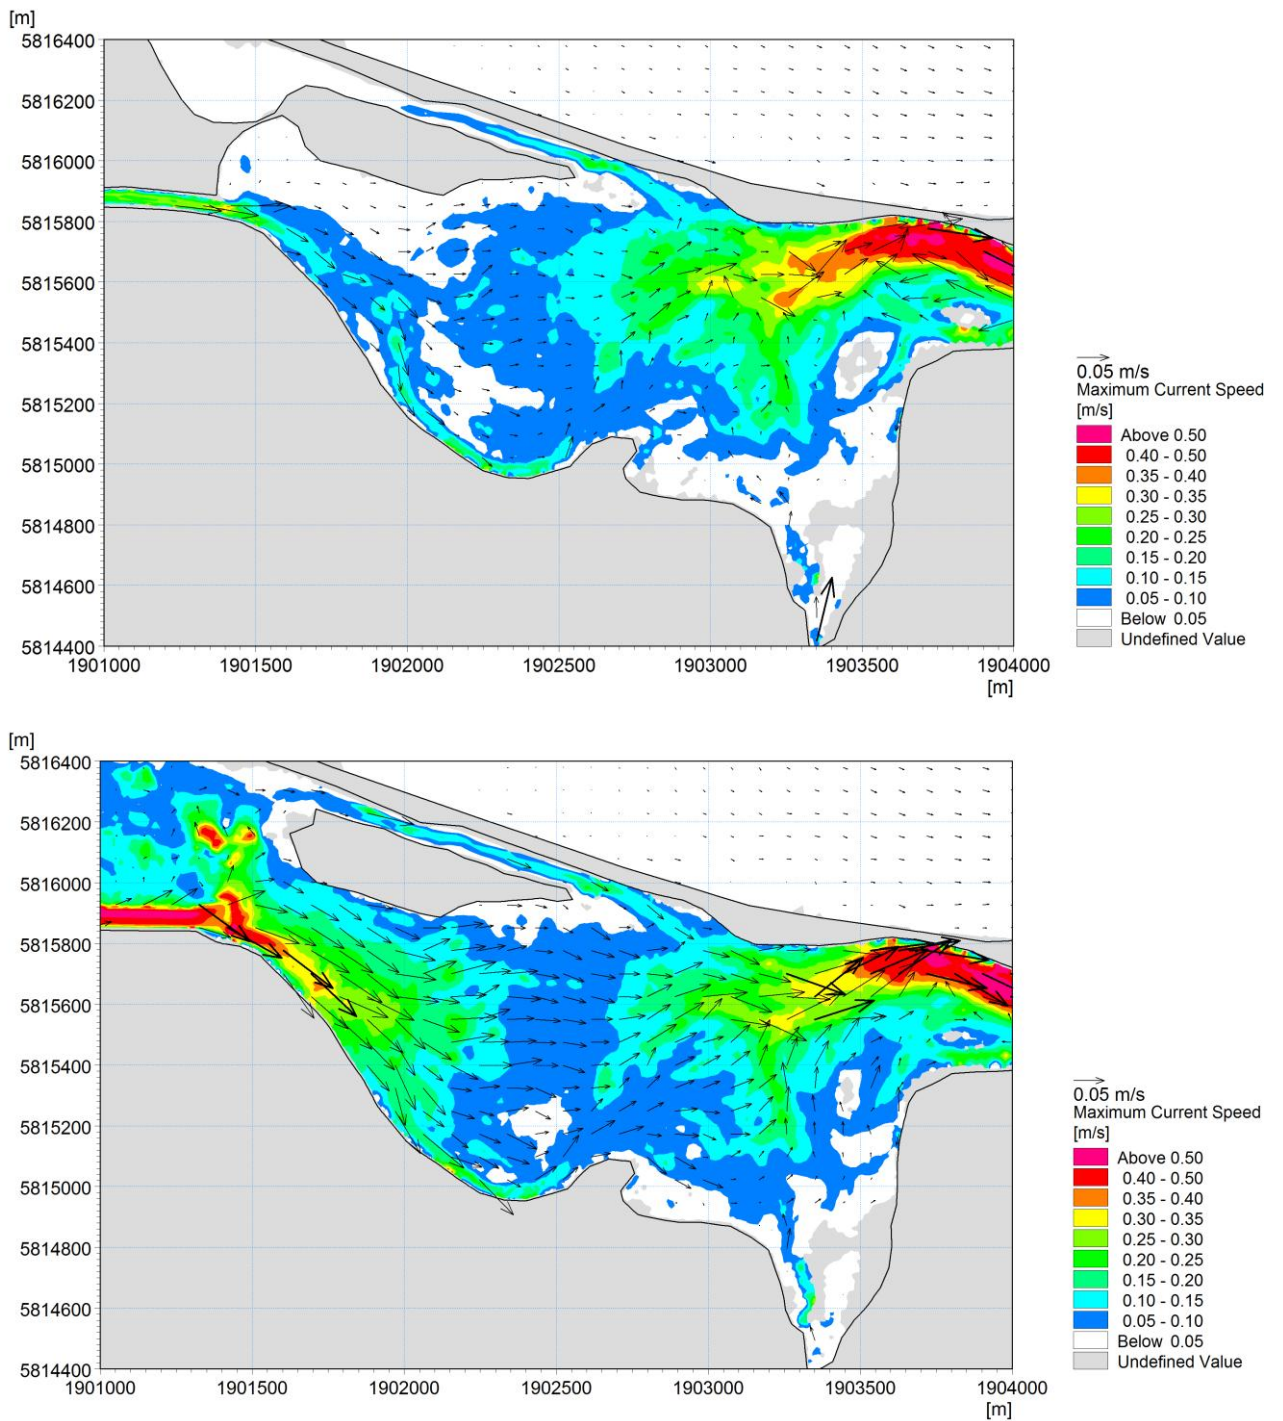 [m]
5816400
5816200
5816000
5815800
5815600
5815400
5815200
5815000
5814800
5814600
5814400
1901000 1901500 1902000 1902500 1903000 1903500 1904000
[m]
0.05 m/s
Maximum Current Speed
[m/s]
Above 0.50
0.40 - 0.50
0.35 - 0.40
0.30 - 0.35
0.25 - 0.30
0.20 - 0.25
0.15 - 0.20
0.10 - 0.15
0.05 - 0.10
Below 0.05
Undefined Value
[m]
5816400
5816200
5816000
5815800
5815600
5815400
5815200
5815000
5814800
5814600
5814400
1901000 1901500 1902000 1902500 1903000 1903500 1904000
[m]
0.05 m/s
Maximum Current Speed
[m/s]
Above 0.50
0.40 - 0.50
0.35 - 0.40
0.30 - 0.35
0.25 - 0.30
0.20 - 0.25
0.15 - 0.20
0.10 - 0.15
0.05 - 0.10
Below 0.05
Undefined Value